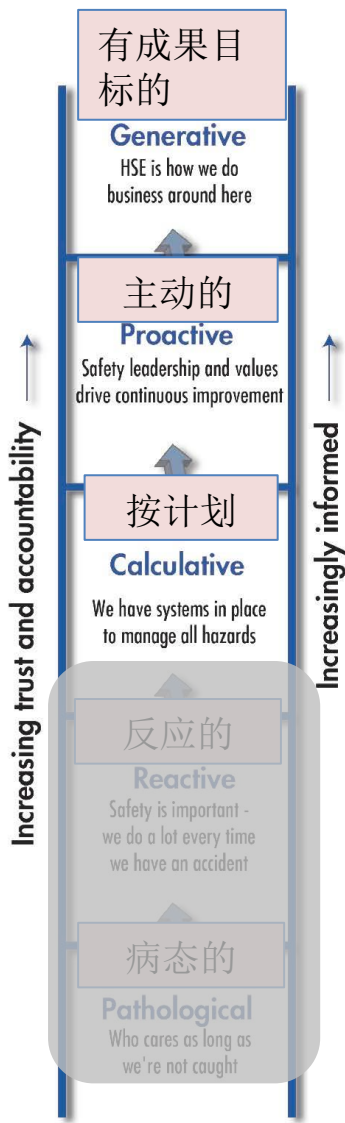 有成果目
标的
Generative
HSE is how we do
business around here
主动的
Proactive
Safety leadership and values
drive continuous improvement
按计划
Calculative
We have systems in place
to manage all hazards
反应的
Reactive
Safety is important -
we do a lot every time
we have an accident
病态的
Pathological
Who cares as long as
we're not caught
Increasing trust and accountability
Increasingly informed